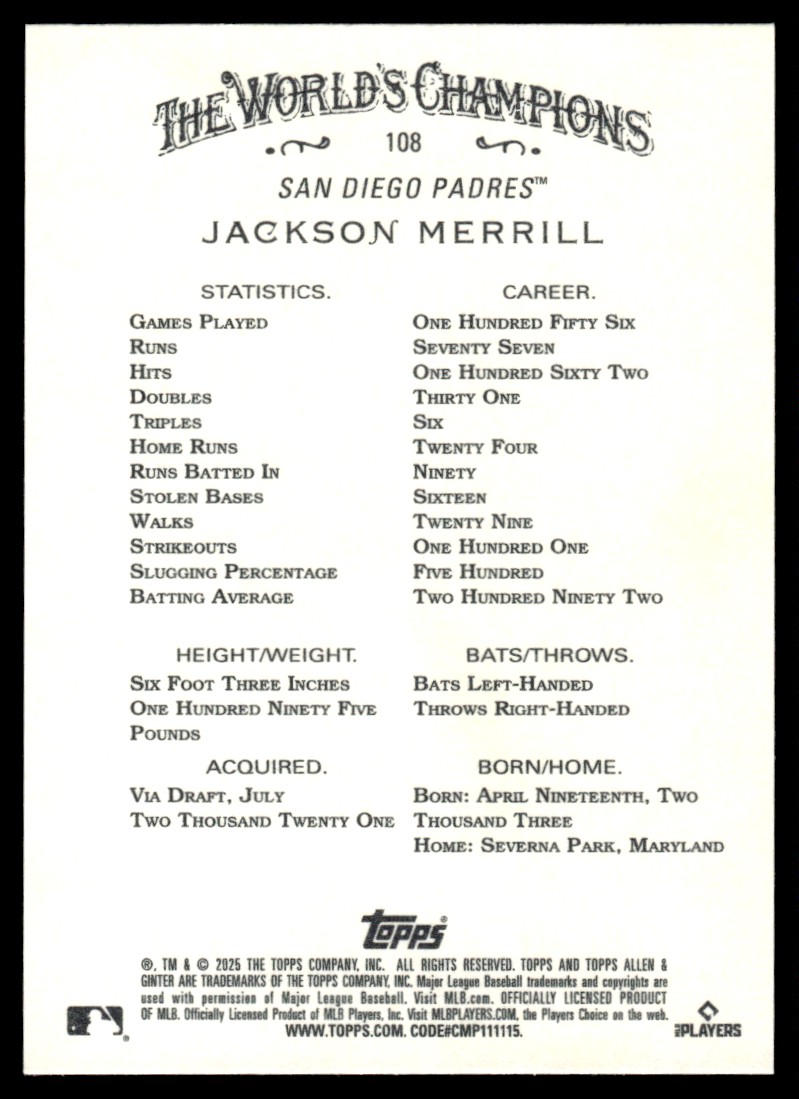 THE WORLD'S CHAMPIONS
108
SAN DIEGO PADRES™
JACKSON MERRILL
STATISTICS. CAREER.
GAMES PLAYED ONE HUNDRED FIFTY SIX
RUNS SEVENTY SEVEN
HITS ONE HUNDRED SIXTY TWO
DOUBLES THIRTY ONE
TRIPLES SIX
HOME RUNS TWENTY FOUR
RUNS BATTED IN NINETY
STOLEN BASES SIXTEEN
WALKS TWENTY NINE
STRIKEOUTS ONE HUNDRED ONE
SLUGGING PERCENTAGE FIVE HUNDRED
BATTING AVERAGE TWO HUNDRED NINETY TWO
HEIGHT/WEIGHT.
SIX FOOT THREE INCHES
ONE HUNDRED NINETY FIVE
POUNDS
BATS/THROWS.
BATS LEFT-HANDED
THROWS RIGHT-HANDED
ACQUIRED.
VIA DRAFT, JULY
TWO THOUSAND TWENTY ONE
BORN/HOME.
BORN: APRIL NINETEENTH, TWO
THOUSAND THREE
HOME: SEVERNA PARK, MARYLAND
topps®
®, TM & © 2025 THE TOPPS COMPANY, INC. ALL RIGHTS RESERVED. TOPPS AND TOPPS ALLEN &
GINTER ARE TRADEMARKS OF THE TOPPS COMPANY, INC. Major League Baseball trademarks and copyrights are
used with permission of Major League Baseball. Visit MLB.com. OFFICIALLY LICENSED PRODUCT
OF MLB. Officially Licensed Product of MLB Players, Inc. Visit MLBPLAYERS.COM, the Players Choice on the web.
WWW.TOPPS.COM. CODE#CMP111115.
®
MLB PLAYERS